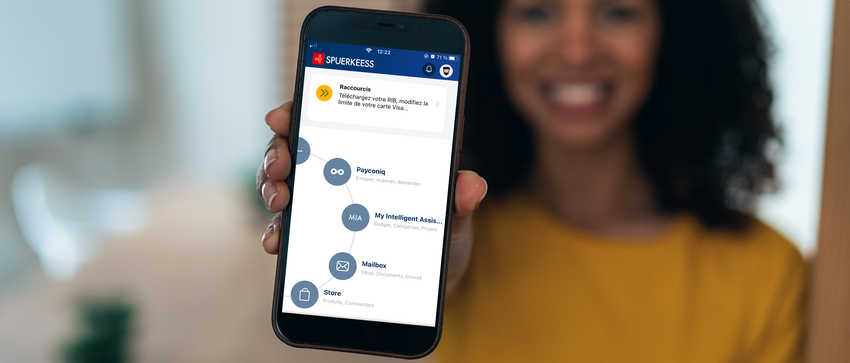 12:22
71 %
SPUERKEESS
Raccourcis
Téléchargez votre RIB, modifiez la
limite de votre carte Visa...
Payconiq
Envoyer, scanner, demander
MIA
My Intelligent Assis...
Budget, Catégories, Projets
Mailbox
Inbox, Documents, Envoyé
Store
Produits, Commandes